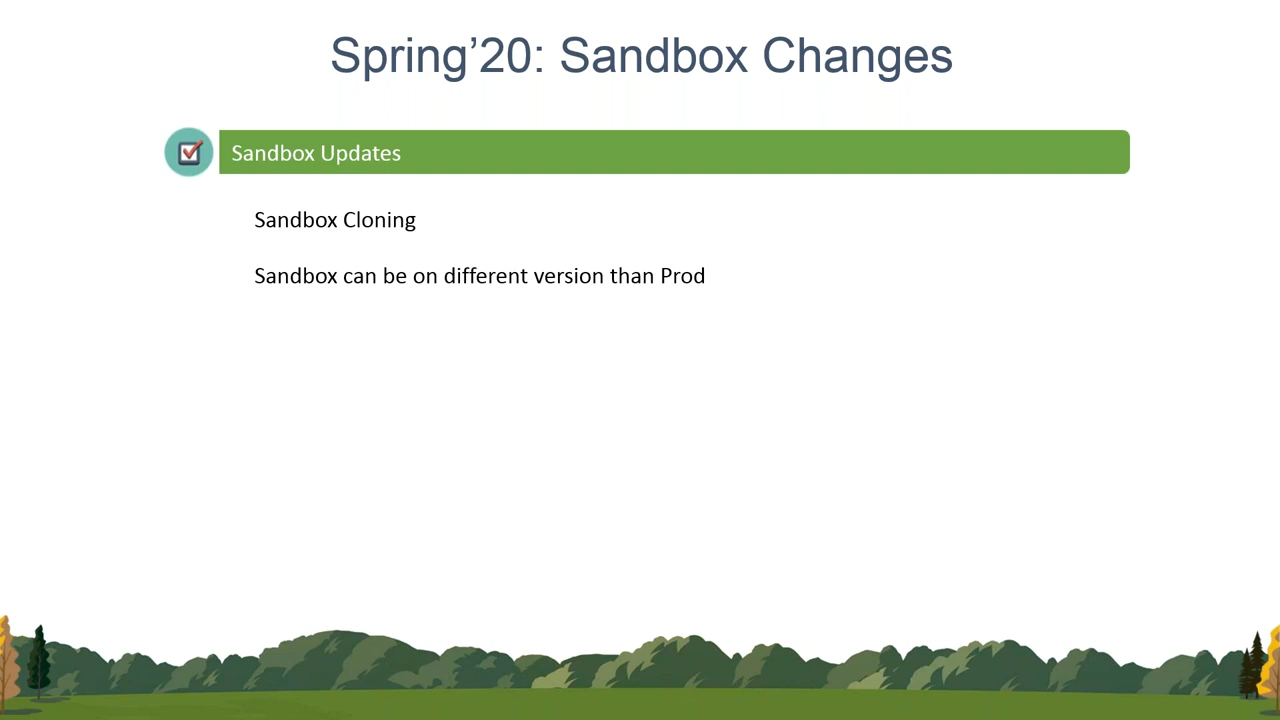 Spring’20: Sandbox Changes
Sandbox Updates
Sandbox Cloning
Sandbox can be on different version than Prod